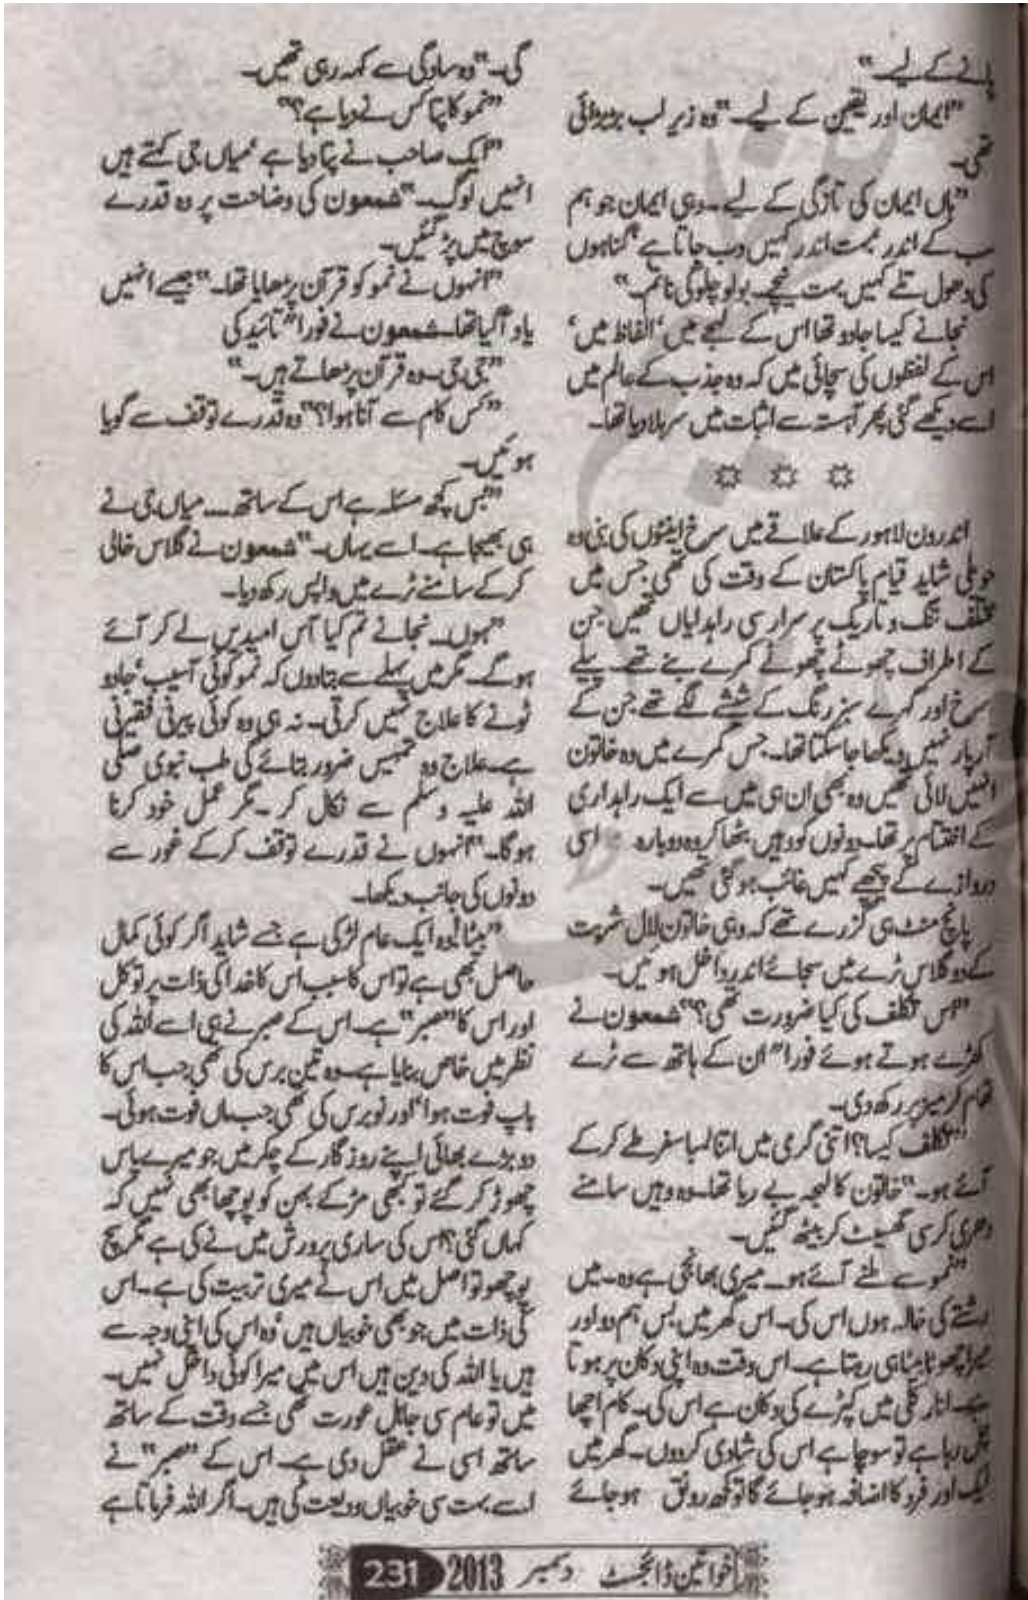 پانے کے لیے۔"
"ایمان اور یقین کے لیے۔" وہ زیر لب بڑبڑائی
تھی۔
"ہاں ایمان کی تازگی کے لیے۔ وہی ایمان جو ہم
سب کے اندر بہت اندر کہیں دب جاتا ہے' گناہوں
کی دھول تلے کہیں بہت نیچے۔ بولو چلو گی نا تم۔"
نجانے کیسا جادو تھا اس کے لہجے میں' الفاظ میں'
اس کے لفظوں کی سچائی میں کہ وہ جذب کے عالم میں
اسے دیکھے گئی پھر آہستہ سے اثبات میں سر ہلا دیا تھا۔
☼ ☼ ☼
اندرون لاہور کے علاقے میں سرخ اینٹوں کی بنی وہ
حویلی شاید قیام پاکستان کے وقت کی تھی جس میں
مختلف تنگ و تاریک پر سرار سی راہداریاں تھیں جن
کے اطراف چھوٹے چھوٹے کمرے بنے تھے۔ پیلے
سرخ اور گہرے سبز رنگ کے شیشے لگے تھے جن کے
آر پار نہیں دیکھا جا سکتا تھا۔ جس کمرے میں وہ خاتون
انہیں لائی تھیں وہ بھی ان ہی میں سے ایک راہداری
کے اختتام پر تھا۔ دونوں کو وہیں بٹھا کر وہ دوبارہ اسی
دروازے کے پیچھے کہیں غائب ہو گئی تھیں۔
پانچ منٹ ہی گزرے تھے کہ وہی خاتون لال شربت
کے دو گلاس ٹرے میں سجائے اندر داخل ہوئیں۔
"اس تکلف کی کیا ضرورت تھی؟" شمعون نے
کھڑے ہوتے ہوئے فوراً" ان کے ہاتھ سے ٹرے
تھام کر میز پر رکھ دی۔
"تکلف کیسا؟ اتنی گرمی میں اتنا لمبا سفر طے کر کے
آئے ہو۔" خاتون کا لہجہ بے ریا تھا۔ وہ وہیں سامنے
دھری کرسی گھسیٹ کر بیٹھ گئیں۔
"نمو سے ملنے آئے ہو۔ میری بھانجی ہے وہ۔ میں
رشتے کی خالہ ہوں اس کی۔ اس گھر میں بس ہم دو اور
میرا چھوٹا بیٹا ہی رہتا ہے۔ اس وقت وہ اپنی دکان پر ہوتا
ہے۔ انار کلی میں کپڑے کی دکان ہے اس کی۔ کام اچھا
چل رہا ہے تو سوچا ہے اس کی شادی کر دوں۔ گھر میں
ایک اور فرد کا اضافہ ہو جائے گا تو کچھ رونق ہو جائے
گی۔" وہ سادگی سے کہہ رہی تھیں۔
"نمو کا پتا کس نے دیا ہے؟"
"ایک صاحب نے پتا دیا ہے' میاں جی کہتے ہیں
انہیں لوگ۔" شمعون کی وضاحت پر وہ قدرے
سوچ میں پڑ گئیں۔
"انہوں نے نمو کو قرآن پڑھایا تھا۔" جیسے انہیں
یاد آ گیا تھا۔ شمعون نے فوراً" تائید کی
"جی جی۔ وہ قرآن پڑھاتے ہیں۔"
"کس کام سے آنا ہوا؟" وہ قدرے توقف سے گویا
ہوئیں۔
"بس کچھ مسئلہ ہے اس کے ساتھ۔۔۔ میاں جی نے
ہی بھیجا ہے۔ اسے یہاں۔" شمعون نے گلاس خالی
کر کے سامنے ٹرے میں واپس رکھ دیا۔
"ہوں۔ نجانے تم کیا آس امیدیں لے کر آئے
ہو گے۔ مگر میں پہلے سے بتا دوں کہ نمو کوئی آسیب' جادو
ٹونے کا علاج نہیں کرتی۔ نہ ہی وہ کوئی پیرنی فقیرنی
ہے۔ علاج وہ تمہیں ضرور بتائے گی طب نبوی صلی
اللہ علیہ وسلم سے نکال کر۔ مگر عمل خود کرنا
ہو گا۔" انہوں نے قدرے توقف کر کے غور سے
دونوں کی جانب دیکھا۔
"بیٹا! وہ ایک عام لڑکی ہے جسے شاید اگر کوئی کمال
حاصل بھی ہے تو اس کا سبب اس کا خدا کی ذات پر توکل
اور اس کا "صبر" ہے۔ اس کے صبر نے ہی اسے اللہ کی
نظر میں خاص بنایا ہے۔ وہ تین برس کی تھی جب اس کا
باپ فوت ہوا' اور نو برس کی تھی جب ماں فوت ہوئی۔
دو بڑے بھائی اپنے روزگار کے چکر میں جو میرے پاس
چھوڑ کر گئے تو کبھی مڑ کے بہن کو پوچھا بھی نہیں کہ
کہاں گئی؟ اس کی ساری پرورش میں نے کی ہے مگر سچ
پوچھو تو اصل میں اس نے میری تربیت کی ہے۔ اس
کی ذات میں جو بھی خوبیاں ہیں' وہ اس کی اپنی وجہ سے
ہیں یا اللہ کی دین ہیں اس میں میرا کوئی دخل نہیں۔
میں تو عام سی جاہل عورت تھی جسے وقت کے ساتھ
ساتھ اسی نے عقل دی ہے۔ اس کے "صبر" نے
اسے بہت سی خوبیاں ودیعت کی ہیں۔ اگر اللہ فرماتا ہے
خواتین ڈائجسٹ دسمبر 2013 231